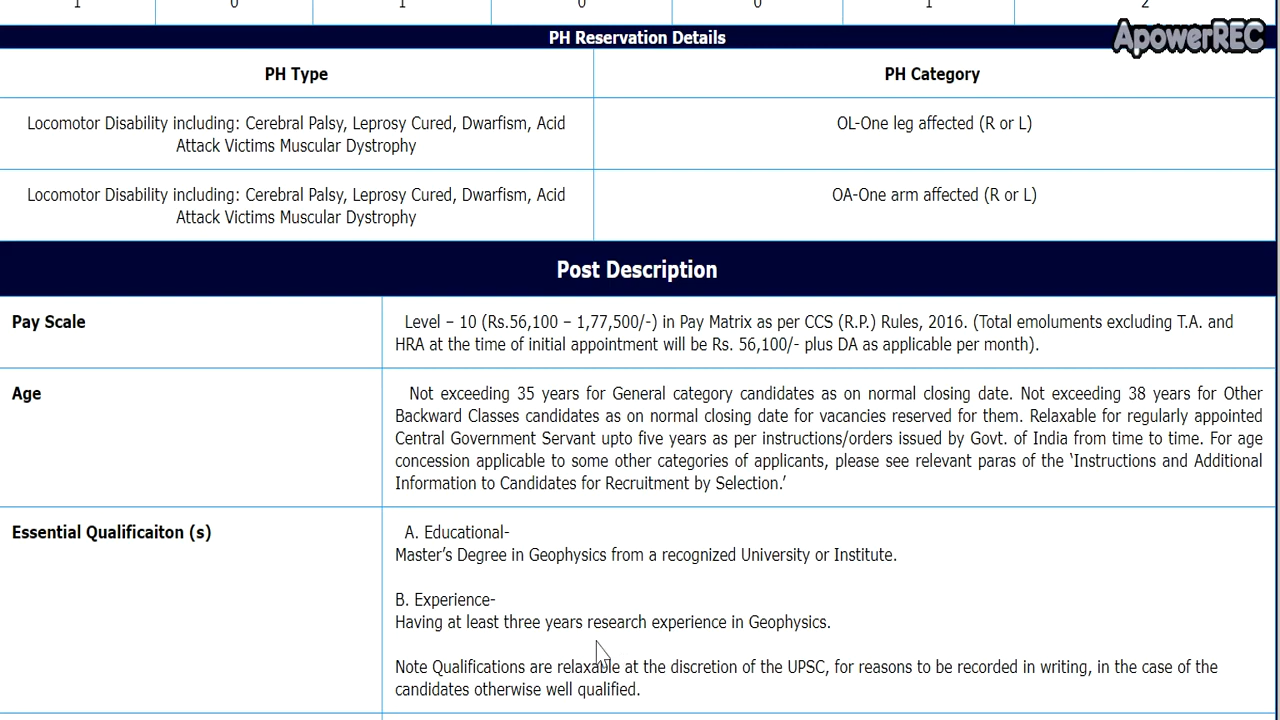 1 0 1 0 0 1 2
PH Reservation Details
ApowerREC
PH Type PH Category
Locomotor Disability including: Cerebral Palsy, Leprosy Cured, Dwarfism, Acid
Attack Victims Muscular Dystrophy
OL-One leg affected (R or L)
Locomotor Disability including: Cerebral Palsy, Leprosy Cured, Dwarfism, Acid
Attack Victims Muscular Dystrophy
OA-One arm affected (R or L)
Post Description
Pay Scale
Level – 10 (Rs.56,100 – 1,77,500/-) in Pay Matrix as per CCS (R.P.) Rules, 2016. (Total emoluments excluding T.A. and
HRA at the time of initial appointment will be Rs. 56,100/- plus DA as applicable per month).
Age
Not exceeding 35 years for General category candidates as on normal closing date. Not exceeding 38 years for Other
Backward Classes candidates as on normal closing date for vacancies reserved for them. Relaxable for regularly appointed
Central Government Servant upto five years as per instructions/orders issued by Govt. of India from time to time. For age
concession applicable to some other categories of applicants, please see relevant paras of the ‘Instructions and Additional
Information to Candidates for Recruitment by Selection.’
Essential Qualificaiton (s)
A. Educational-
Master’s Degree in Geophysics from a recognized University or Institute.
B. Experience-
Having at least three years research experience in Geophysics.
Note Qualifications are relaxable at the discretion of the UPSC, for reasons to be recorded in writing, in the case of the
candidates otherwise well qualified.